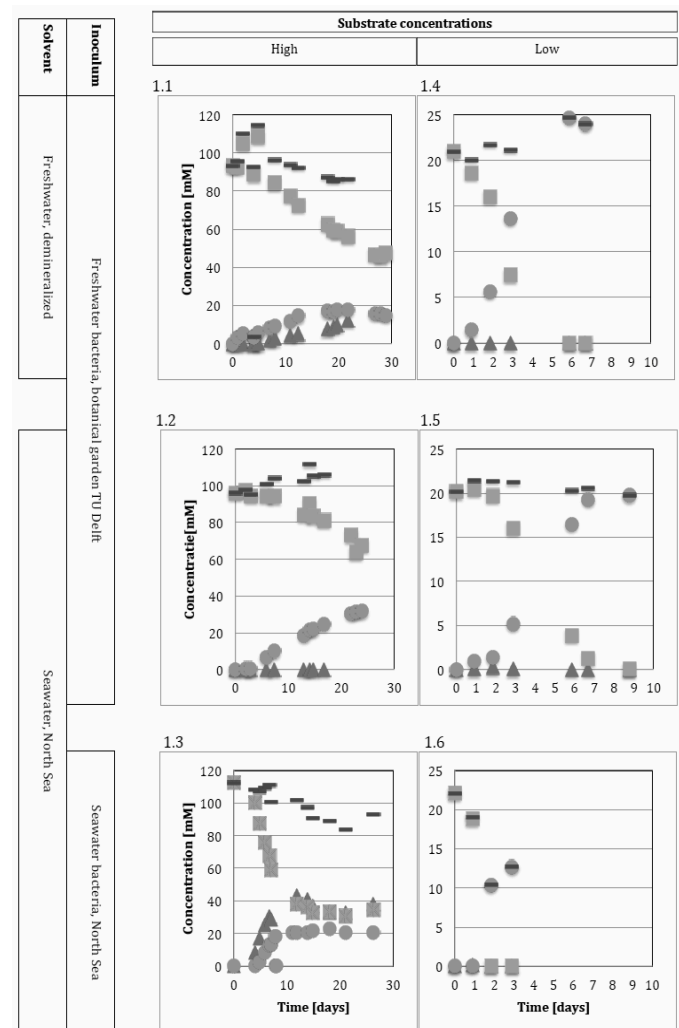 Solvent
Inoculum
Substrate concentrations
High
Low
Freshwater, demineralized
Seawater, North Sea
Freshwater bacteria, botanical garden TU Delft
Seawater bacteria, North Sea
1.1
Concentration [mM]
120
100
80
60
40
20
0
0 10 20 30
1.4
25
20
15
10
5
0
0 1 2 3 4 5 6 7 8 9 10
1.2
Concentratie[mM]
120
100
80
60
40
20
0
0 10 20 30
1.5
25
20
15
10
5
0
0 1 2 3 4 5 6 7 8 9 10
1.3
Concentration [mM]
120
100
80
60
40
20
0
0 10 20 30
Time [days]
1.6
25
20
15
10
5
0
0 1 2 3 4 5 6 7 8 9 10
Time [days]